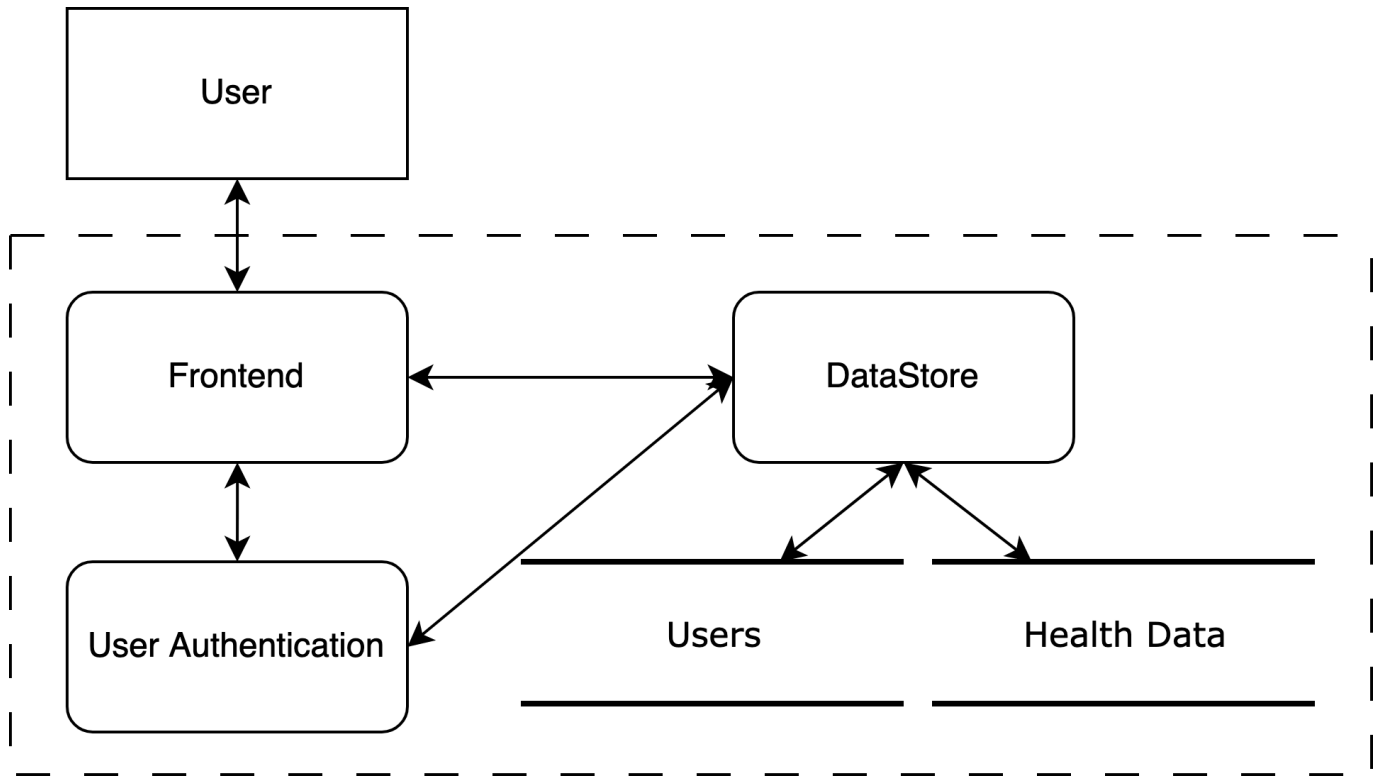 User
Frontend
DataStore
User Authentication
Users
Health Data